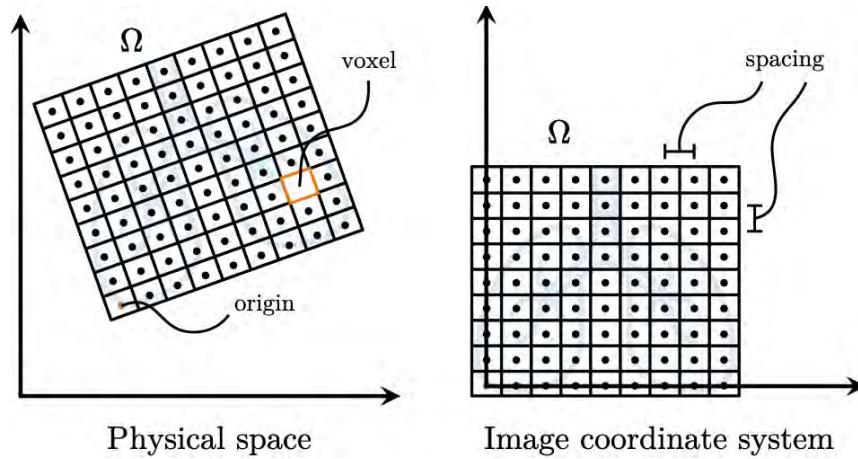 Ω
voxel
origin
Physical space
spacing
Ω
Image coordinate system